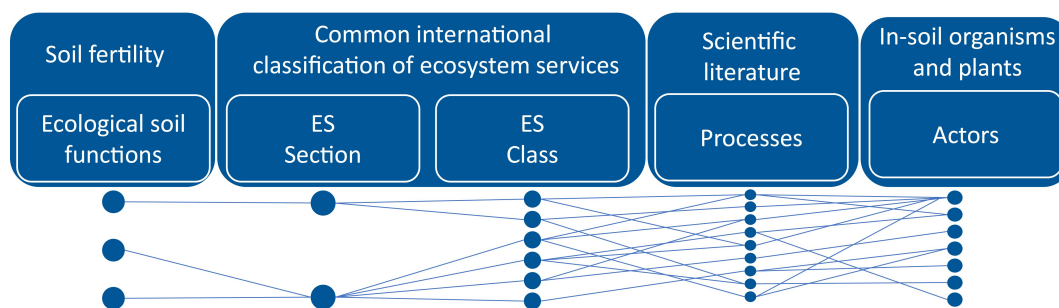 Soil fertility
Ecological soil
functions
Common international
classification of ecosystem services
ES
Section
ES
Class
Scientific
literature
Processes
In-soil organisms
and plants
Actors